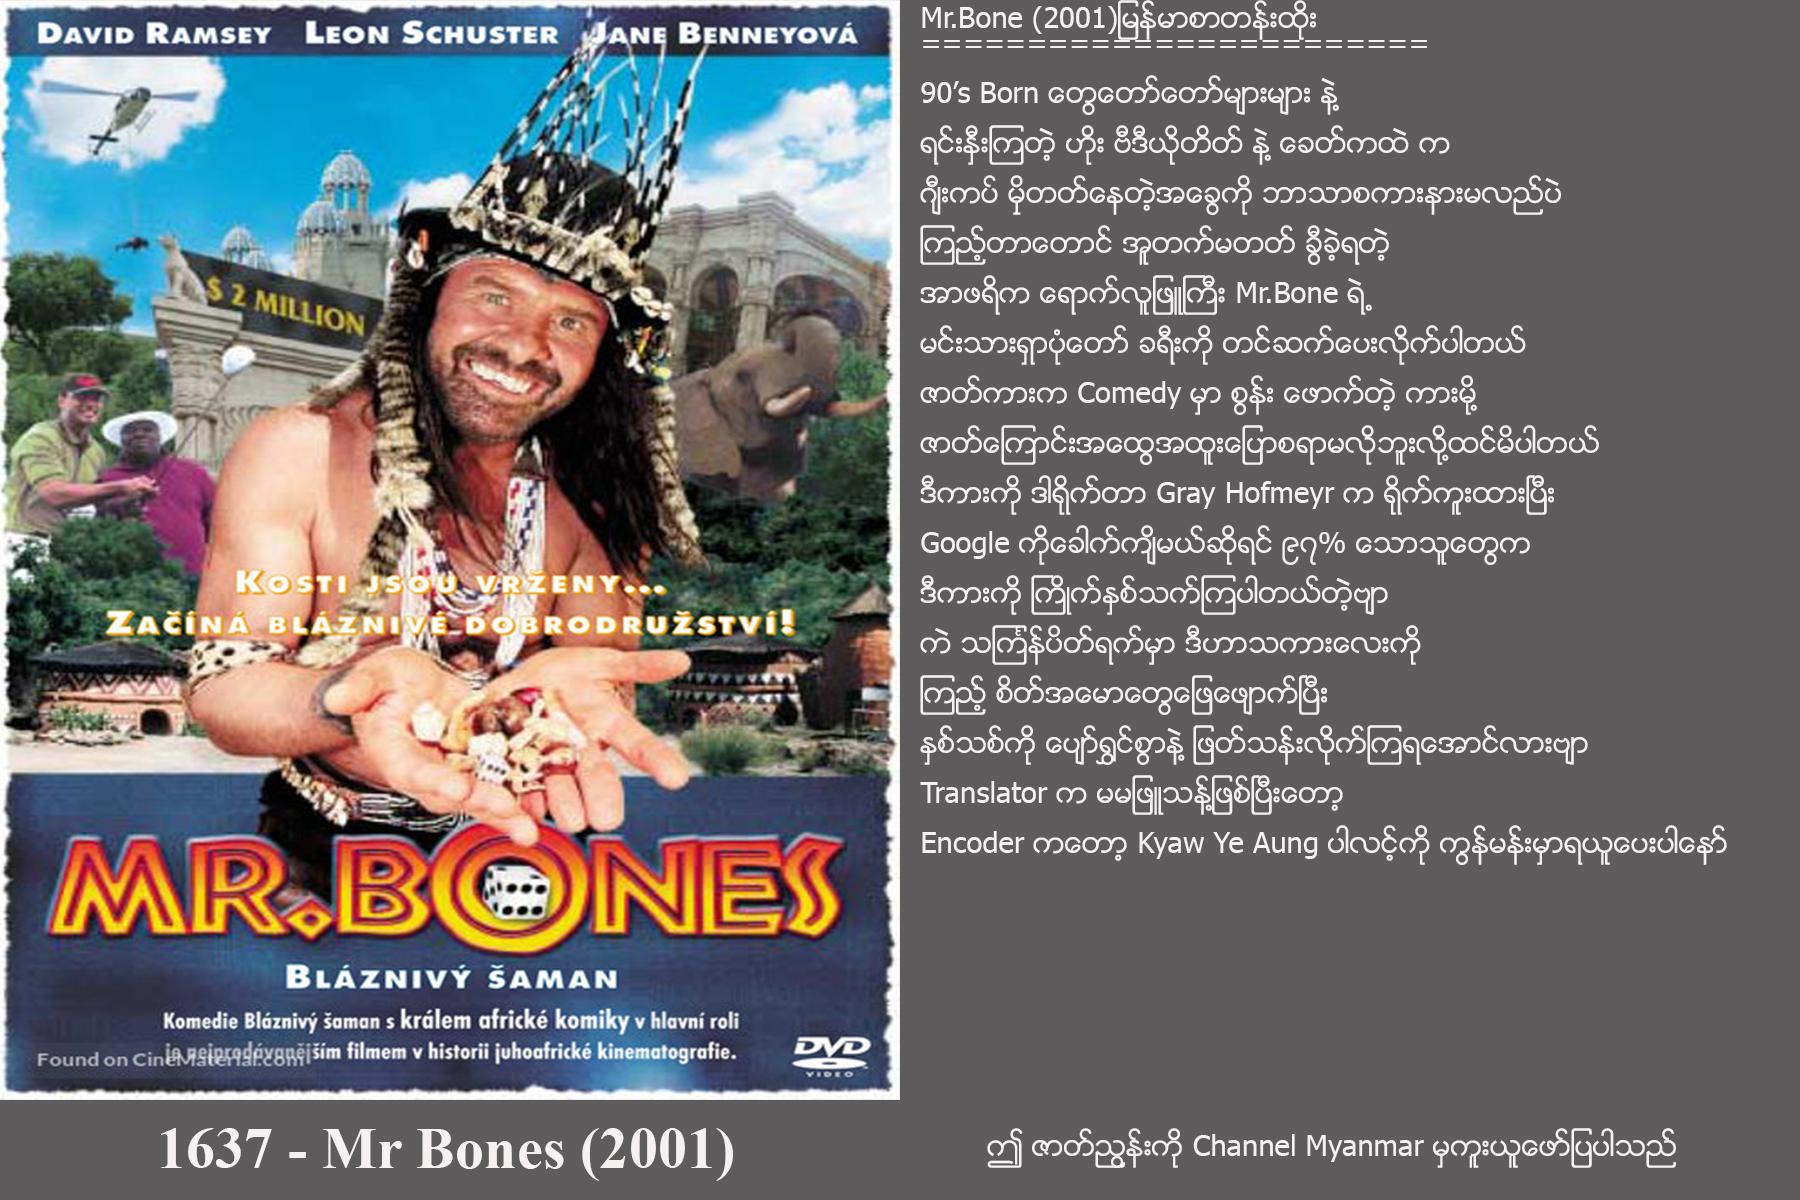 DAVID RAMSEY LEON SCHUSTER JANE BENNEYOVÁ
$ 2 MILLION
KOSTI JSOU VRŽENY...
ZAČÍNÁ BLÁZNIVÉ DOBRODRUŽSTVÍ!
MR.BONES
BLÁZNIVÝ ŠAMAN
Komedie Bláznivý šaman s králem africké komiky v hlavní roli
je nejprodávanějším filmem v historii juhoafrické kinematografie.
Found on CineMaterial.com
DVD
VIDEO
1637 - Mr Bones (2001)
Mr.Bone (2001)မြန်မာစာတန်းထိုး
========================
90’s Born တွေတော်တော်များများ နဲ့
ရင်းနှီးကြတဲ့ ဟိုး ဗီဒီယိုတိတ် နဲ့ ခေတ်ကထဲ က
ဂျီးကပ် မှိတတ်နေတဲ့အခွေကို ဘာသာစကားနားမလည်ပဲ
ကြည့်တာတောင် အူတက်မတတ် ခွီခဲ့ရတဲ့
အာဖရိက ရောက်လူဖြူကြီး Mr.Bone ရဲ့
မင်းသားရှာပုံတော် ခရီးကို တင်ဆက်ပေးလိုက်ပါတယ်
ဇာတ်ကားက Comedy မှာ စွန်း ဖောက်တဲ့ ကားမို့
ဇာတ်ကြောင်းအထွေအထူးပြောစရာမလိုဘူးလို့ထင်မိပါတယ်
ဒီကားကို ဒါရိုက်တာ Gray Hofmeyr က ရိုက်ကူးထားပြီး
Google ကိုခေါက်ကျိမယ်ဆိုရင် ၉၇% သောသူတွေက
ဒီကားကို ကြိုက်နှစ်သက်ကြပါတယ်တဲ့ဗျာ
ကဲ သင်္ကြန်ပိတ်ရက်မှာ ဒီဟာသကားလေးကို
ကြည့် စိတ်အမောတွေဖြေဖျောက်ပြီး
နှစ်သစ်ကို ပျော်ရွှင်စွာနဲ့ ဖြတ်သန်းလိုက်ကြရအောင်လားဗျာ
Translator က မမဖြူသန့်ဖြစ်ပြီးတော့
Encoder ကတော့ Kyaw Ye Aung ပါလင့်ကို ကွန်မန်းမှာရယူပေးပါနော်
ဤ ဇာတ်ညွှန်းကို Channel Myanmar မှကူးယူဖော်ပြပါသည်